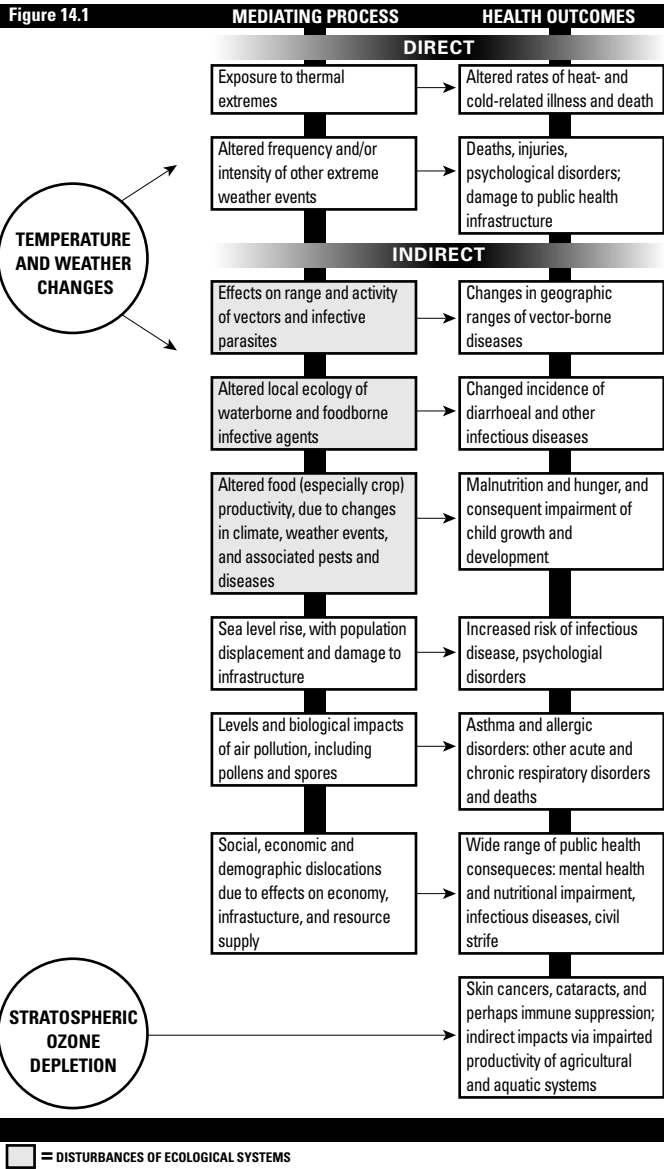 Figure 14.1
MEDIATING PROCESS
HEALTH OUTCOMES
DIRECT
Exposure to thermal
extremes
Altered rates of heat- and
cold-related illness and death
Altered frequency and/or
intensity of other extreme
weather events
Deaths, injuries,
psychological disorders;
damage to public health
infrastructure
TEMPERATURE
AND WEATHER
CHANGES
INDIRECT
Effects on range and activity
of vectors and infective
parasites
Changes in geographic
ranges of vector-borne
diseases
Altered local ecology of
waterborne and foodborne
infective agents
Changed incidence of
diarrhoeal and other
infectious diseases
Altered food (especially crop)
productivity, due to changes
in climate, weather events,
and associated pests and
diseases
Malnutrition and hunger, and
consequent impairment of
child growth and
development
Sea level rise, with population
displacement and damage to
infrastructure
Increased risk of infectious
disease, psychologial
disorders
Levels and biological impacts
of air pollution, including
pollens and spores
Asthma and allergic
disorders: other acute and
chronic respiratory disorders
and deaths
Social, economic and
demographic dislocations
due to effects on economy,
infrastucture, and resource
supply
Wide range of public health
consequeces: mental health
and nutritional impairment,
infectious diseases, civil
strife
STRATOSPHERIC
OZONE
DEPLETION
Skin cancers, cataracts, and
perhaps immune suppression;
indirect impacts via impairted
productivity of agricultural
and aquatic systems
= DISTURBANCES OF ECOLOGICAL SYSTEMS